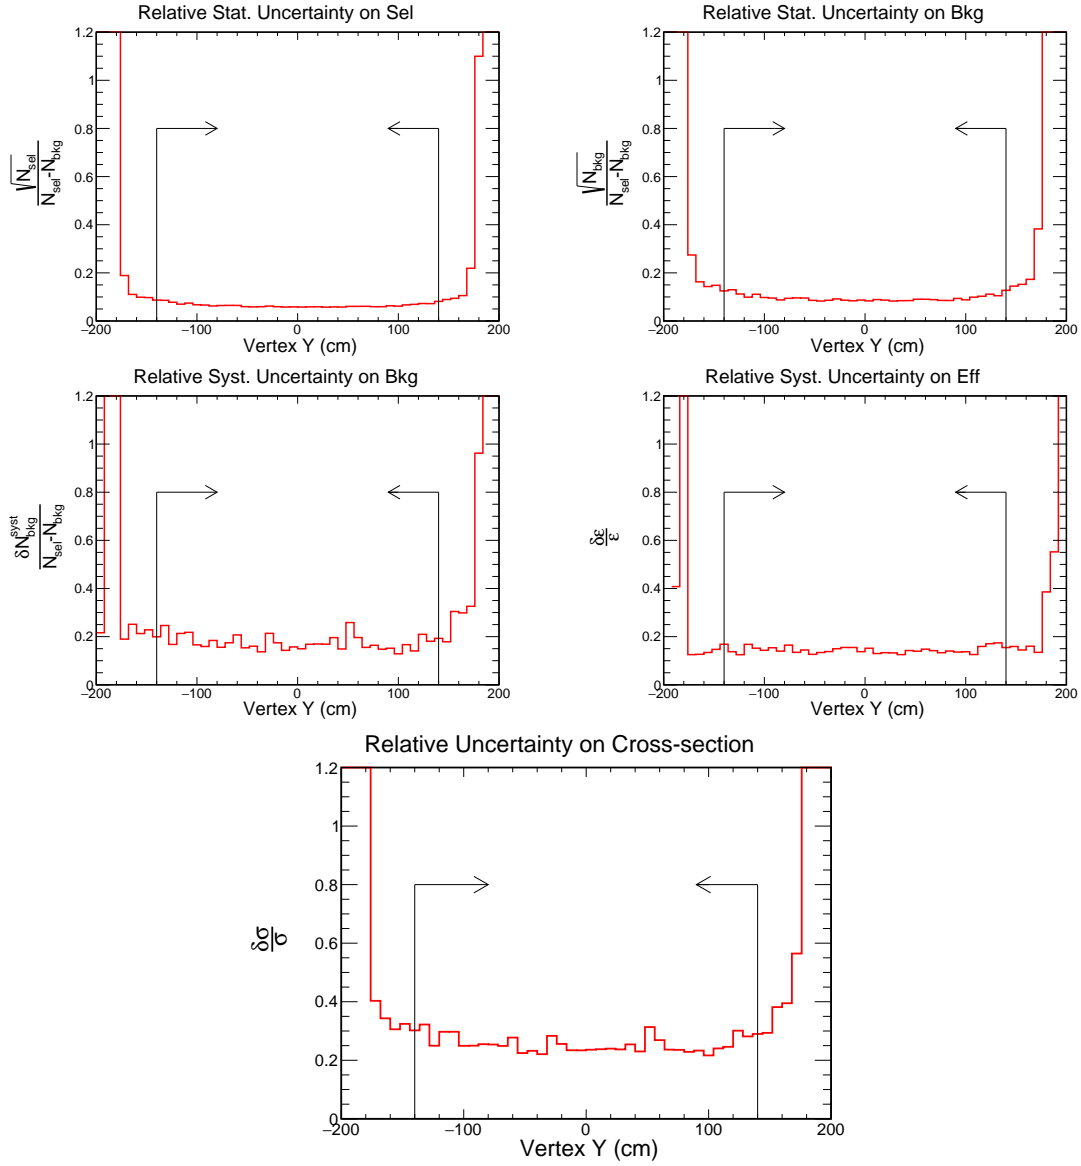 Relative Stat. Uncertainty on Sel
1.2
1
0.8
0.6
0.4
0.2
0
√N_sel
N_sel-N_bkg
−200 −100 0 100 200
Vertex Y (cm)
Relative Stat. Uncertainty on Bkg
1.2
1
0.8
0.6
0.4
0.2
0
√N_bkg
N_sel-N_bkg
−200 −100 0 100 200
Vertex Y (cm)
Relative Syst. Uncertainty on Bkg
1.2
1
0.8
0.6
0.4
0.2
0
δN_bkg^syst
N_sel-N_bkg
−200 −100 0 100 200
Vertex Y (cm)
Relative Syst. Uncertainty on Eff
1.2
1
0.8
0.6
0.4
0.2
0
δε
ε
−200 −100 0 100 200
Vertex Y (cm)
Relative Uncertainty on Cross-section
1.2
1
0.8
0.6
0.4
0.2
0
δσ
σ
−200 −100 0 100 200
Vertex Y (cm)